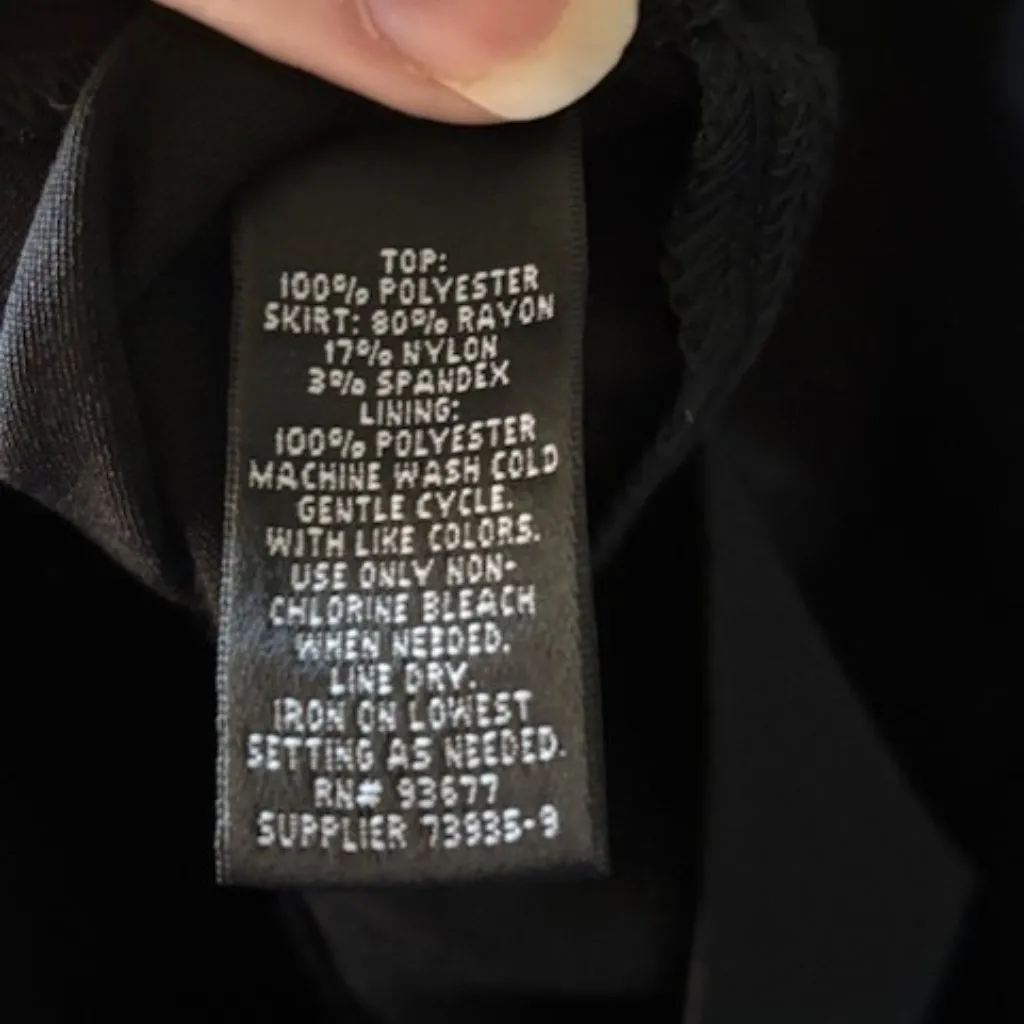 TOP:
100% POLYESTER
SKIRT: 80% RAYON
17% NYLON
3% SPANDEX
LINING:
100% POLYESTER
MACHINE WASH COLD
GENTLE CYCLE.
WITH LIKE COLORS.
USE ONLY NON-
CHLORINE BLEACH
WHEN NEEDED.
LINE DRY.
IRON ON LOWEST
SETTING AS NEEDED.
RN# 93677
SUPPLIER 73935-9